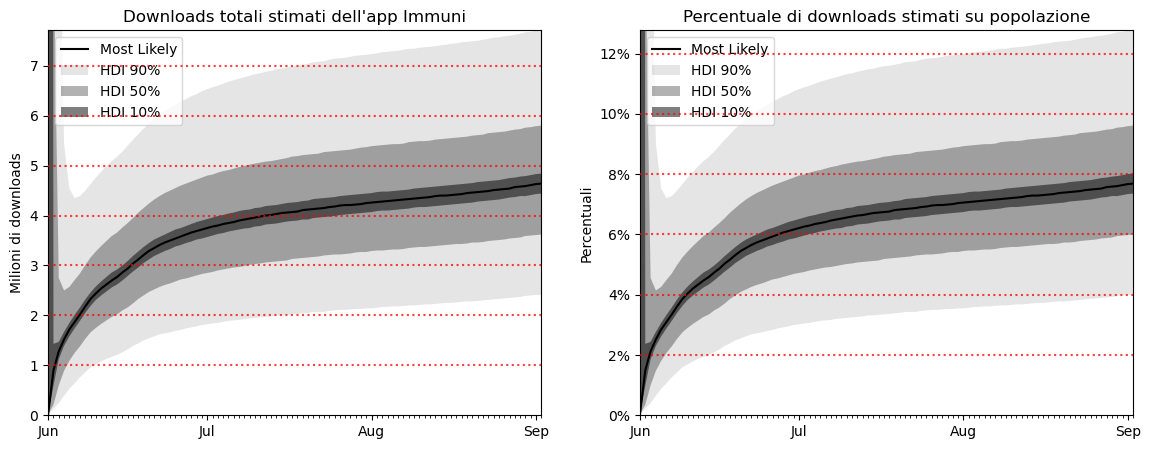 Downloads totali stimati dell'app Immuni
Most Likely
HDI 90%
HDI 50%
HDI 10%
Milioni di downloads
7
6
5
4
3
2
1
0
Jun
Jul
Aug
Sep
Percentuale di downloads stimati su popolazione
Most Likely
HDI 90%
HDI 50%
HDI 10%
Percentuali
12%
10%
8%
6%
4%
2%
0%
Jun
Jul
Aug
Sep